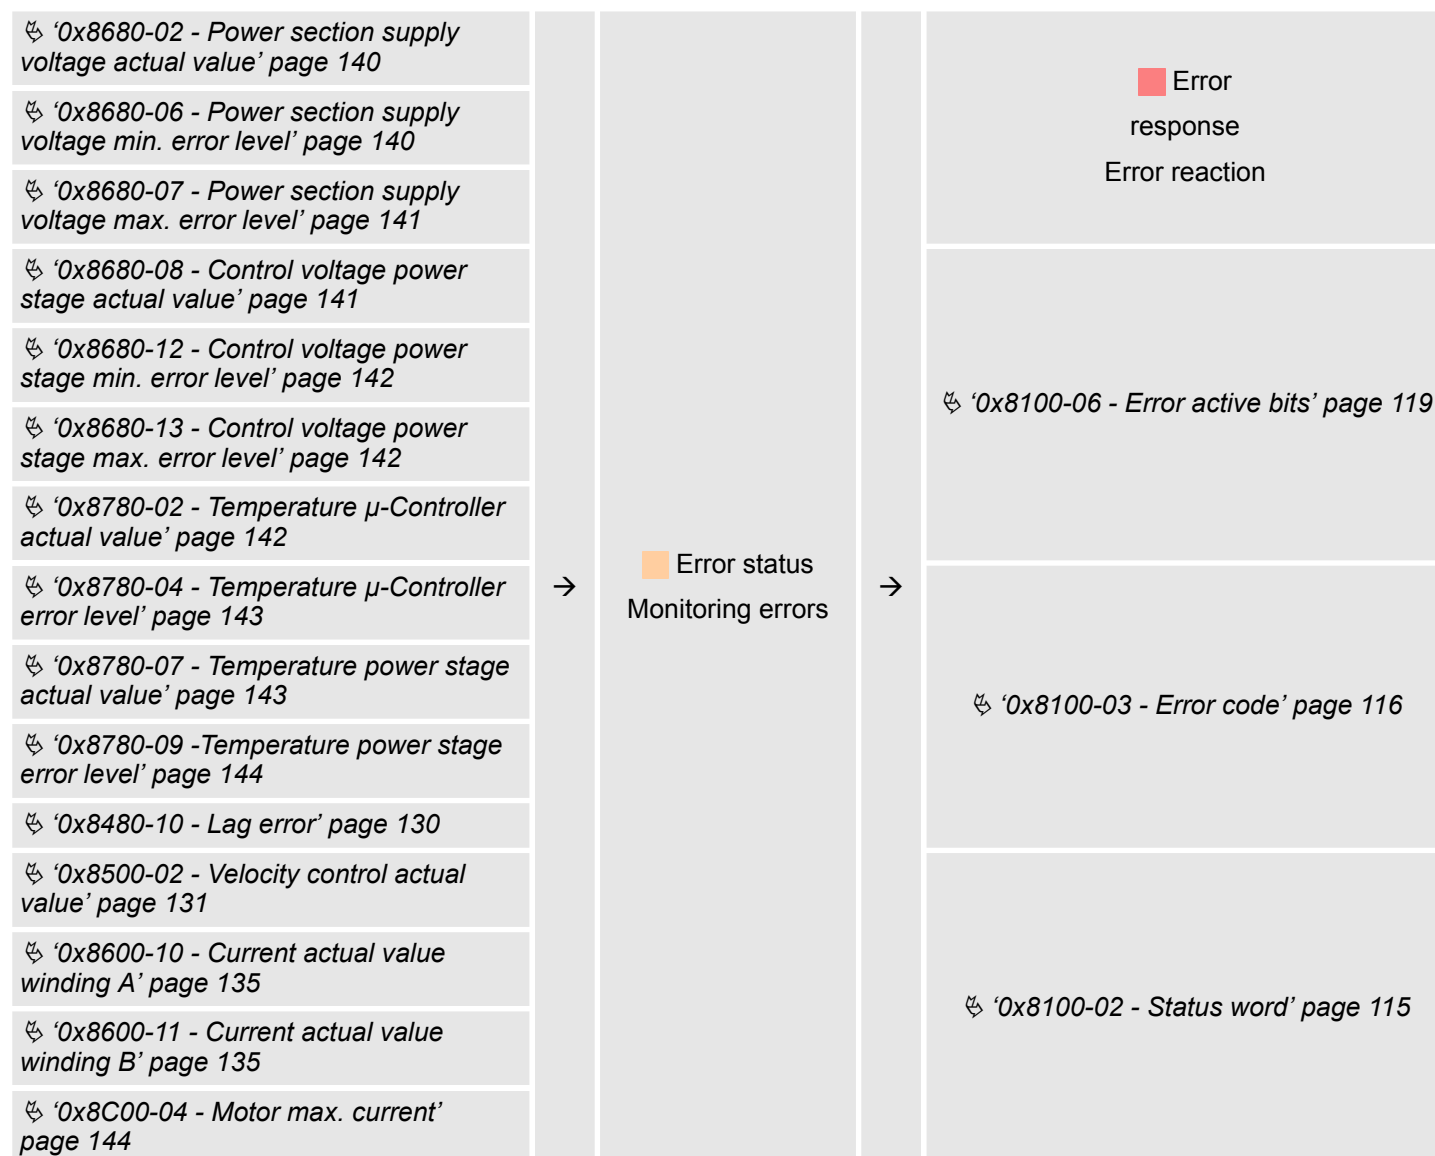 ↳ ‘0x8680-02 - Power section supply
voltage actual value’ page 140
↳ ‘0x8680-06 - Power section supply
voltage min. error level’ page 140
↳ ‘0x8680-07 - Power section supply
voltage max. error level’ page 141
↳ ‘0x8680-08 - Control voltage power
stage actual value’ page 141
↳ ‘0x8680-12 - Control voltage power
stage min. error level’ page 142
↳ ‘0x8680-13 - Control voltage power
stage max. error level’ page 142
↳ ‘0x8780-02 - Temperature μ-Controller
actual value’ page 142
↳ ‘0x8780-04 - Temperature μ-Controller
error level’ page 143
↳ ‘0x8780-07 - Temperature power stage
actual value’ page 143
↳ ‘0x8780-09 -Temperature power stage
error level’ page 144
↳ ‘0x8480-10 - Lag error’ page 130
↳ ‘0x8500-02 - Velocity control actual
value’ page 131
↳ ‘0x8600-10 - Current actual value
winding A’ page 135
↳ ‘0x8600-11 - Current actual value
winding B’ page 135
↳ ‘0x8C00-04 - Motor max. current’
page 144
→
Error status
Monitoring errors
→
Error
response
Error reaction
↳ ‘0x8100-06 - Error active bits’ page 119
↳ ‘0x8100-03 - Error code’ page 116
↳ ‘0x8100-02 - Status word’ page 115